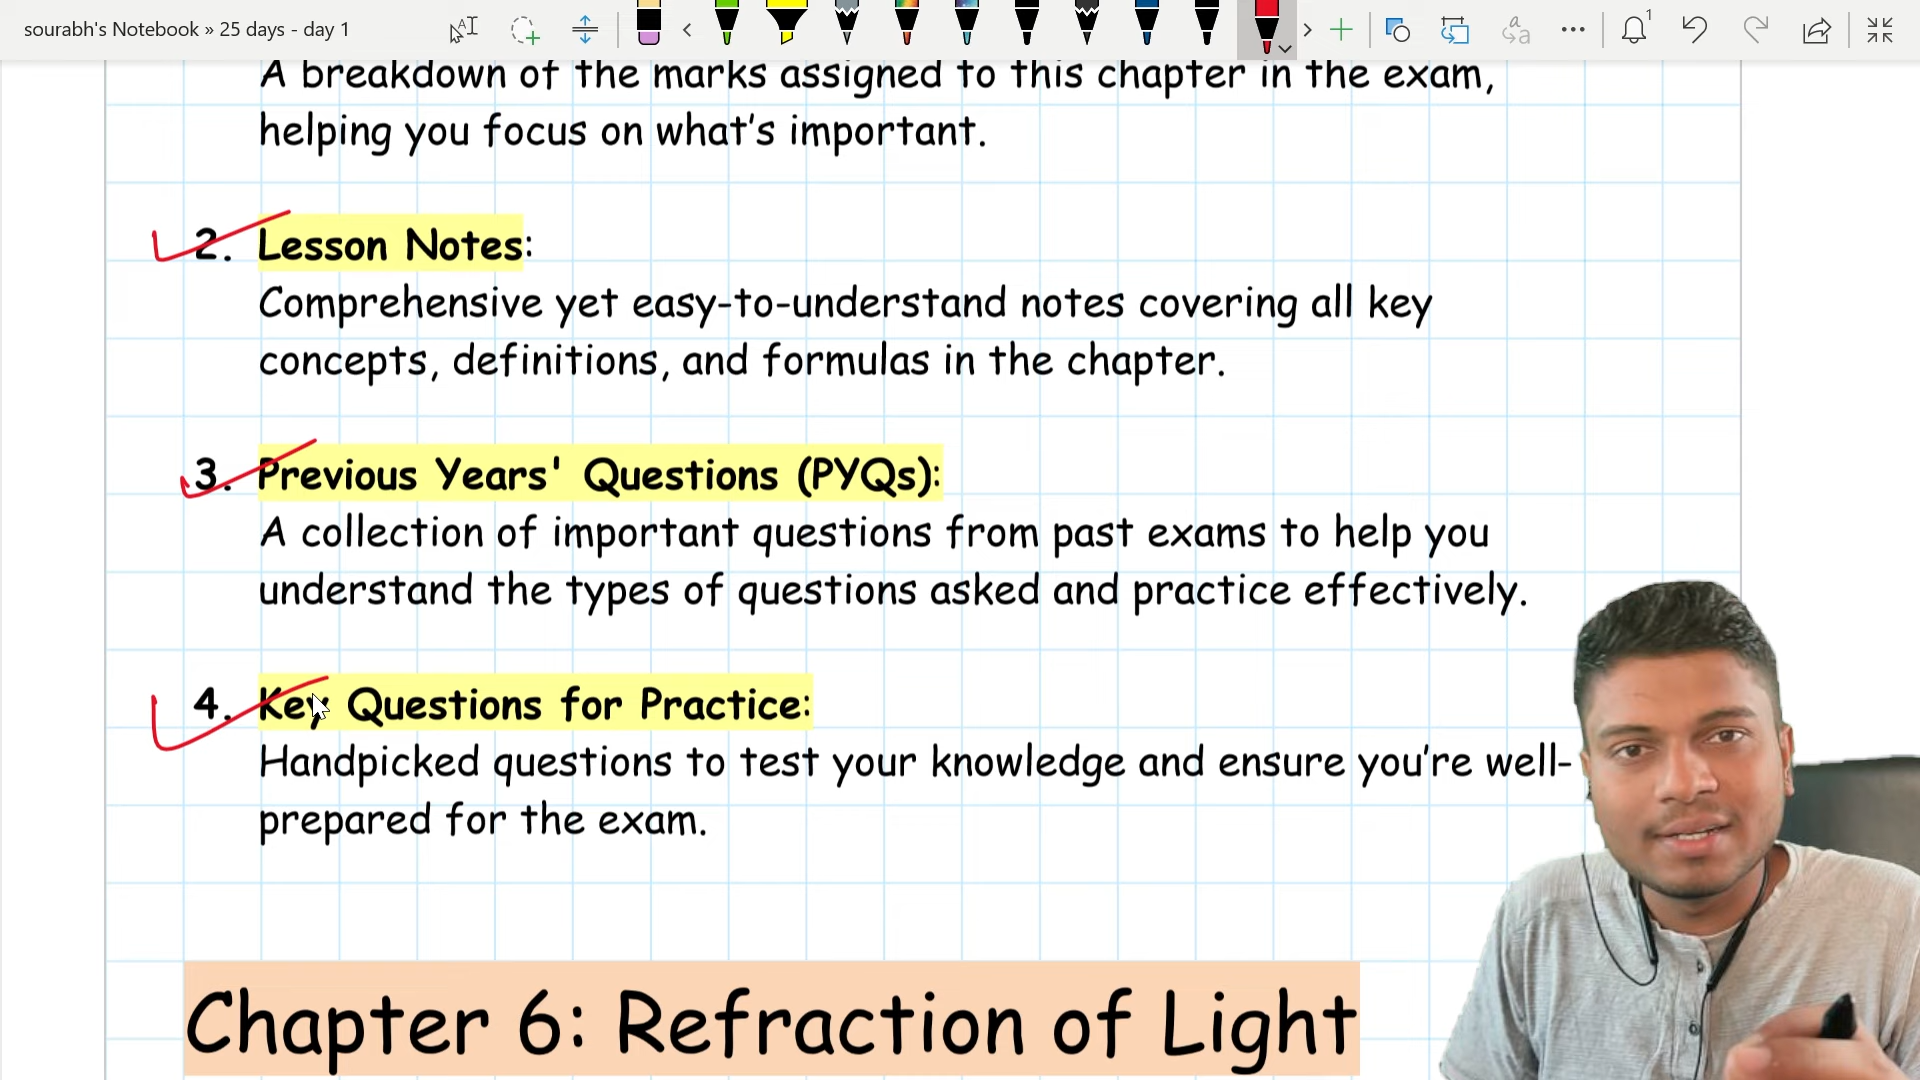 sourabh's Notebook » 25 days - day 1
1
A breakdown of the marks assigned to this chapter in the exam,
helping you focus on what's important.
2. Lesson Notes:
Comprehensive yet easy-to-understand notes covering all key
concepts, definitions, and formulas in the chapter.
3. Previous Years' Questions (PYQs):
A collection of important questions from past exams to help you
understand the types of questions asked and practice effectively.
4. Key Questions for Practice:
Handpicked questions to test your knowledge and ensure you're well-
prepared for the exam.
Chapter 6: Refraction of Light